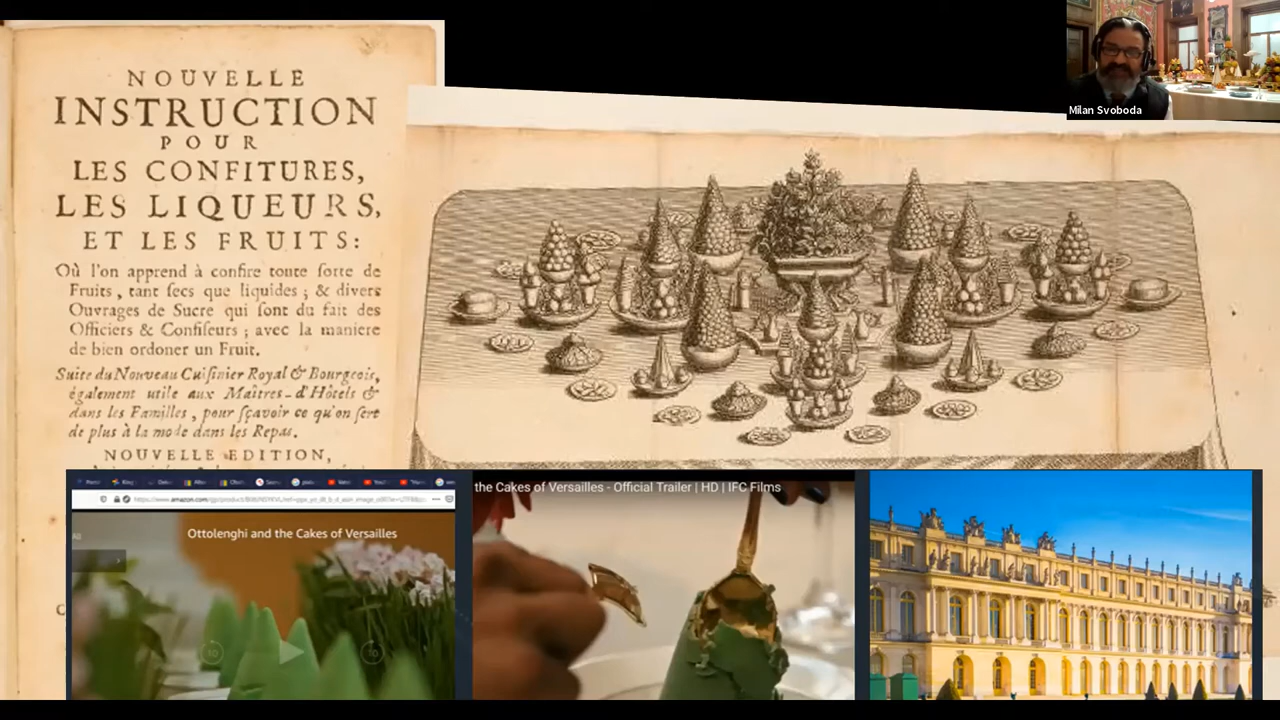 NOUVELLE
INSTRUCTION
POUR
LES CONFITURES,
LES LIQUEURS,
ET LES FRUITS:
Où l'on apprend à confire toute ſorte de
Fruits, tant ſecs que liquides; & divers
Ouvrages de Sucre qui ſont du fait des
Officiers & Confiſeurs; avec la maniere
de bien ordoner un Fruit.
Suite du Nouveau Cuiſinier Royal & Bourgeois,
également utile aux Maîtres-d'Hôtels &
dans les Familles, pour ſçavoir ce qu'on ſert
de plus à la mode dans les Repas.
NOUVELLE EDITION,
Milan Svoboda
Ottolenghi and the Cakes of Versailles
10
10
the Cakes of Versailles - Official Trailer | HD | IFC Films